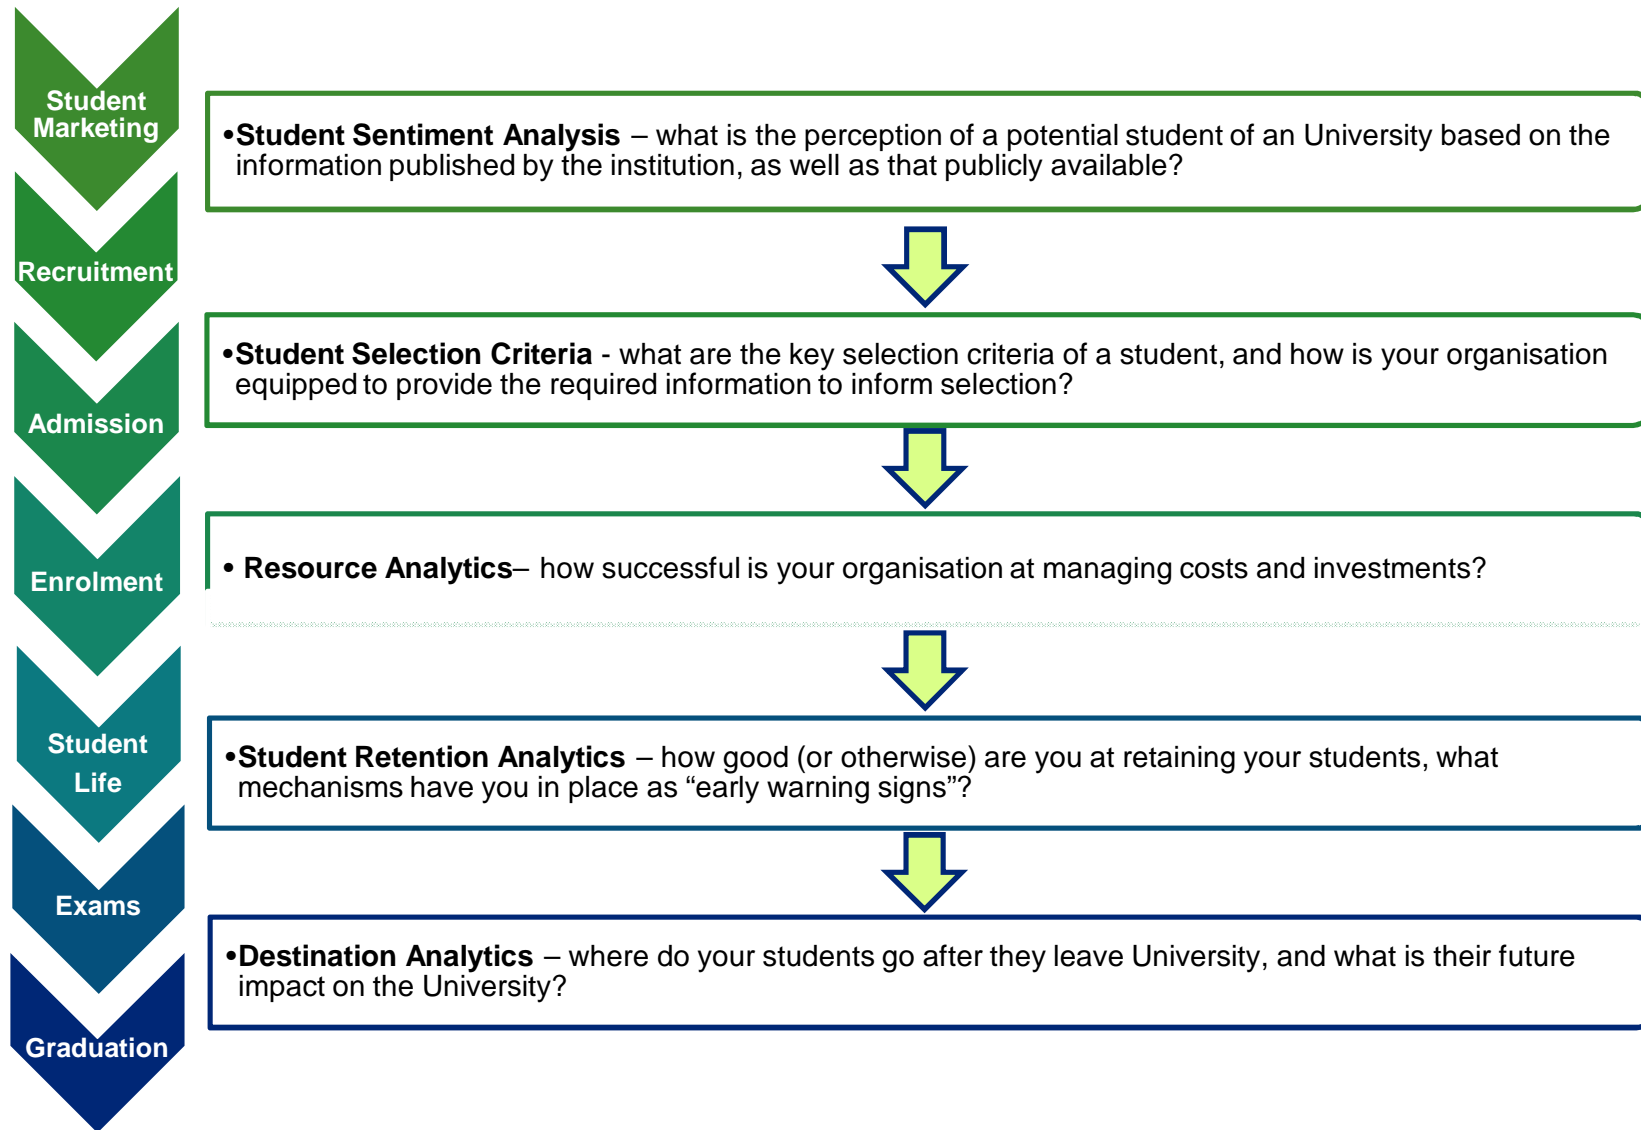 Student
Marketing
•Student Sentiment Analysis – what is the perception of a potential student of an University based on the
information published by the institution, as well as that publicly available?
Recruitment
•Student Selection Criteria - what are the key selection criteria of a student, and how is your organisation
equipped to provide the required information to inform selection?
Admission
• Resource Analytics– how successful is your organisation at managing costs and investments?
Enrolment
Student
Life
•Student Retention Analytics – how good (or otherwise) are you at retaining your students, what
mechanisms have you in place as “early warning signs”?
Exams
•Destination Analytics – where do your students go after they leave University, and what is their future
impact on the University?
Graduation